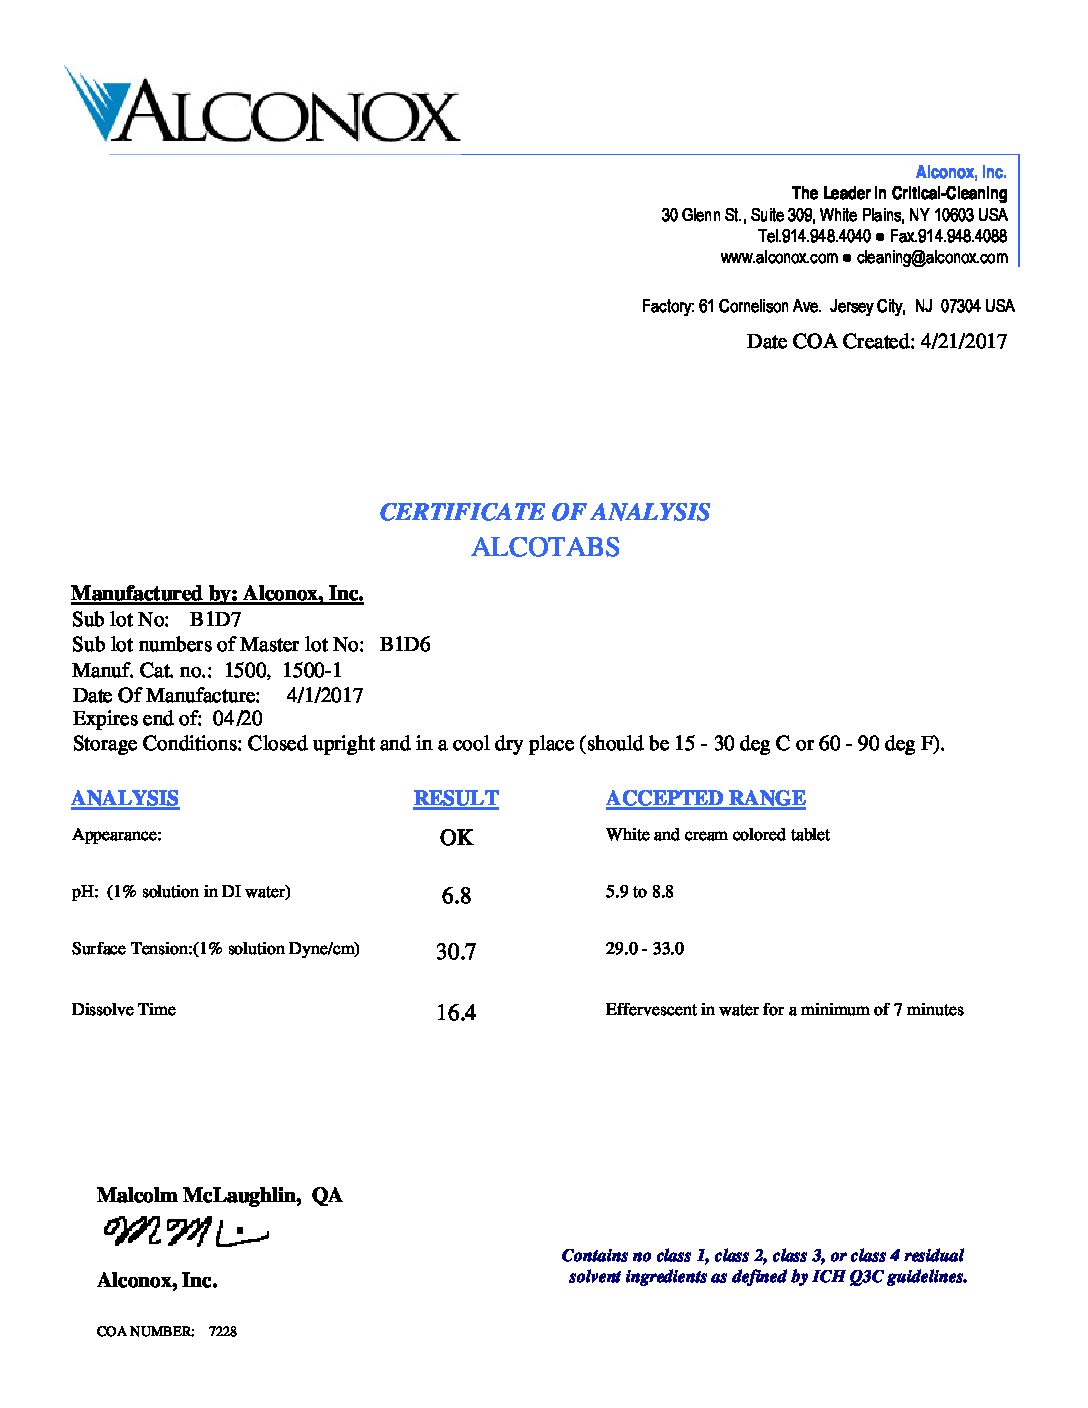 ALCONOX
Alconox, Inc.
The Leader in Critical-Cleaning
30 Glenn St., Suite 309, White Plains, NY 10603 USA
Tel.914.948.4040 ● Fax.914.948.4088
www.alconox.com ● cleaning@alconox.com
Factory: 61 Cornelison Ave. Jersey City, NJ 07304 USA
Date COA Created: 4/21/2017
CERTIFICATE OF ANALYSIS
ALCOTABS
Manufactured by: Alconox, Inc.
Sub lot No: B1D7
Sub lot numbers of Master lot No: B1D6
Manuf. Cat. no.: 1500, 1500-1
Date Of Manufacture: 4/1/2017
Expires end of: 04/20
Storage Conditions: Closed upright and in a cool dry place (should be 15 - 30 deg C or 60 - 90 deg F).
ANALYSIS RESULT ACCEPTED RANGE
Appearance: OK White and cream colored tablet
pH: (1% solution in DI water) 6.8 5.9 to 8.8
Surface Tension:(1% solution Dyne/cm) 30.7 29.0 - 33.0
Dissolve Time 16.4 Effervescent in water for a minimum of 7 minutes
Malcolm McLaughlin, QA
Alconox, Inc.
Contains no class 1, class 2, class 3, or class 4 residual
solvent ingredients as defined by ICH Q3C guidelines.
COA NUMBER: 7228